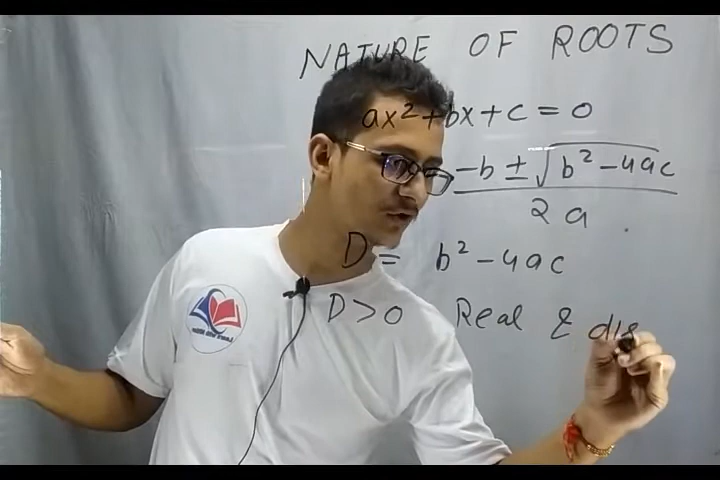 NATURE OF ROOTS
ax² + bx + c = 0
-b ± √b² - 4ac
2a
D = b² - 4ac
D > 0 Real & dis